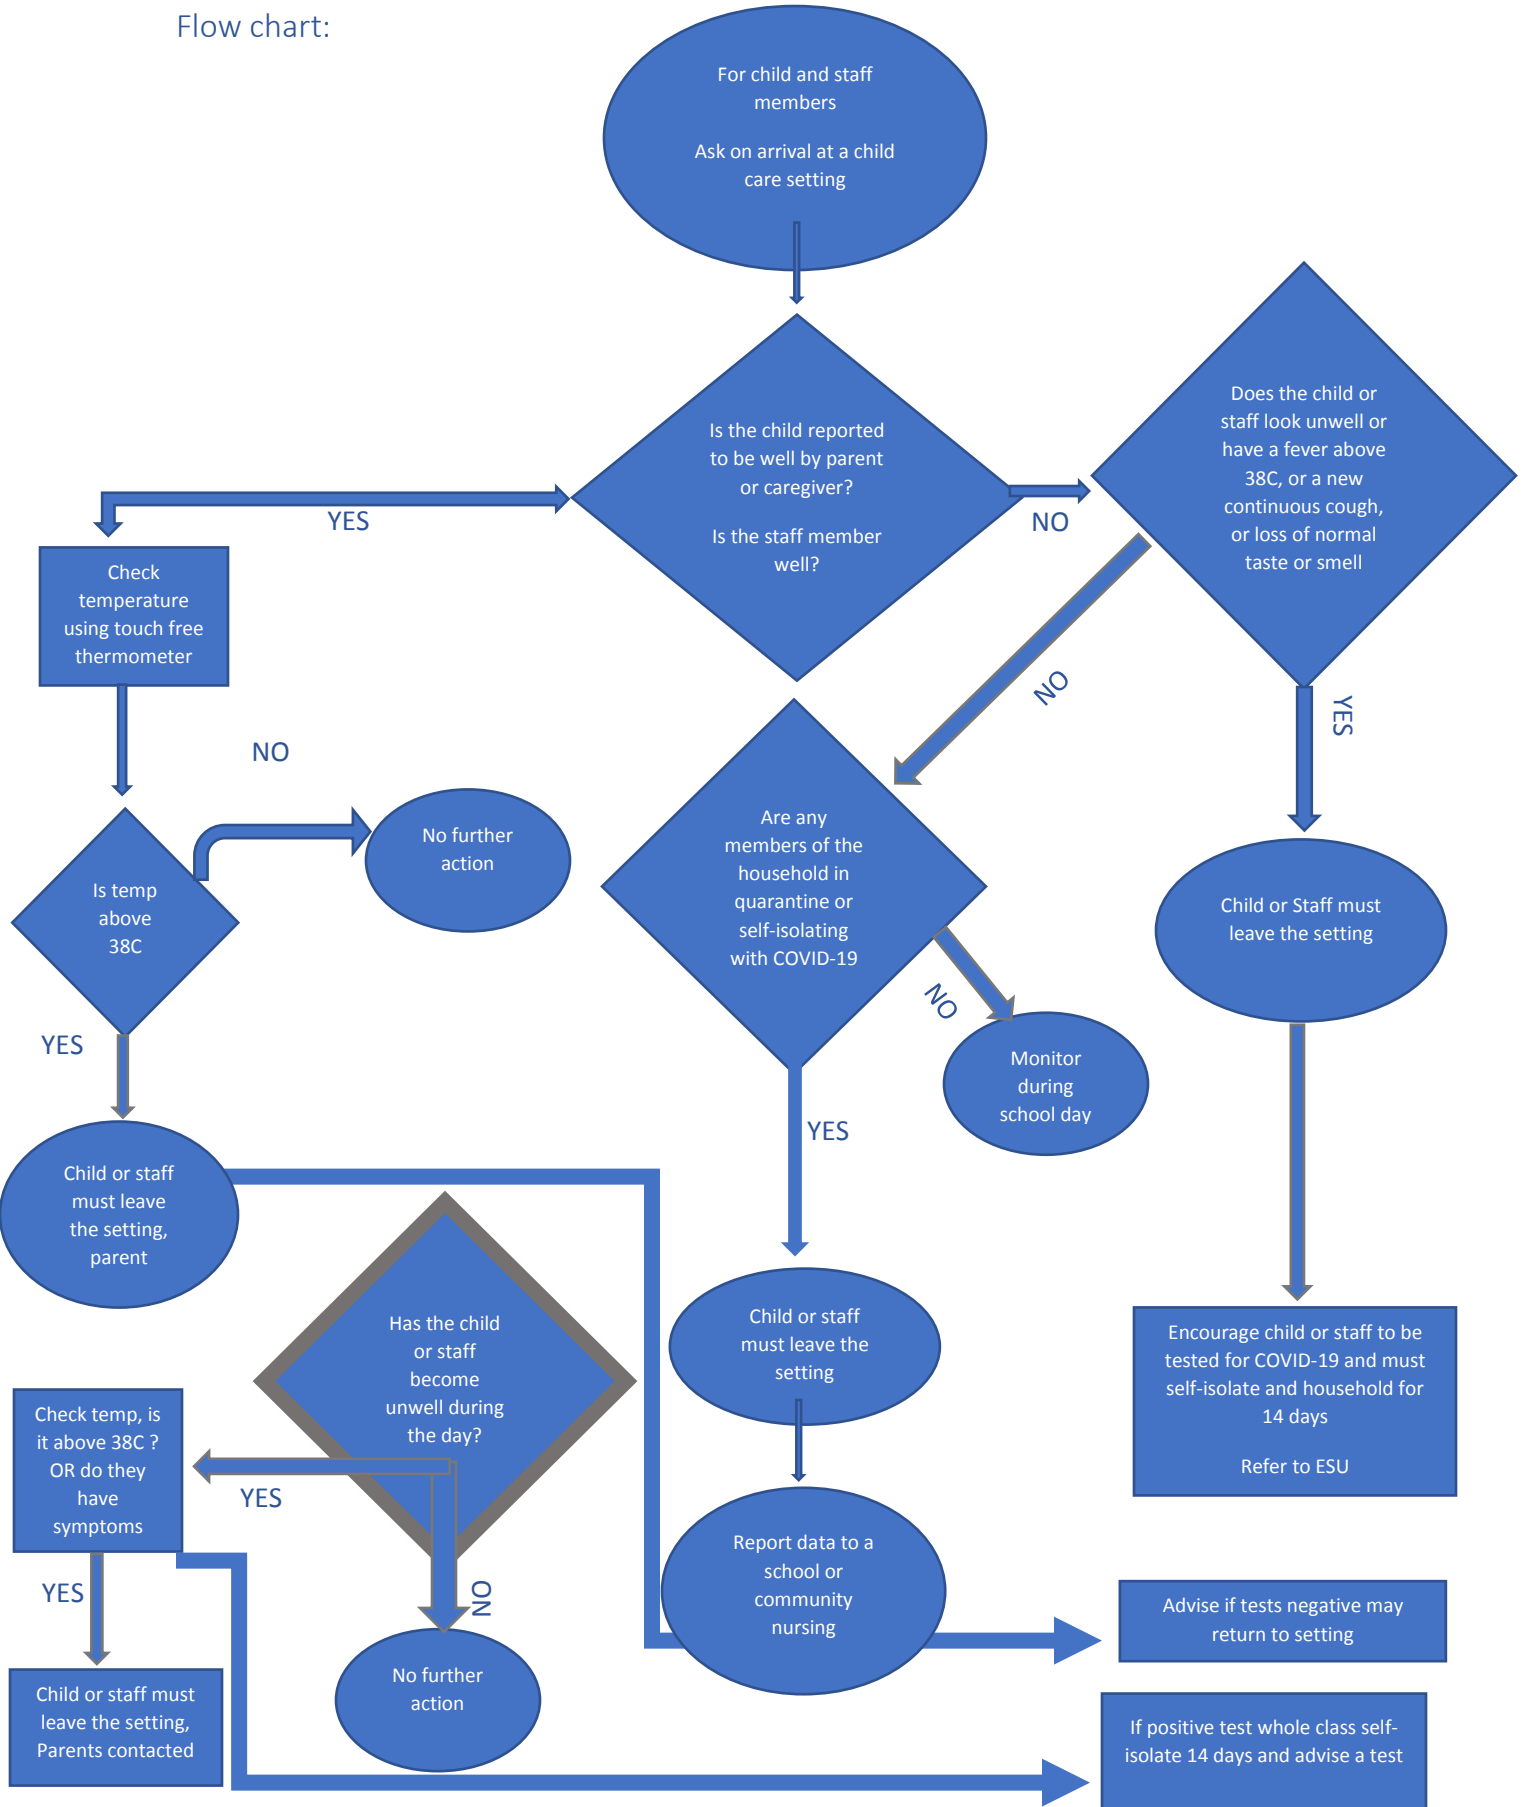 Flow chart:
For child and staff
members
Ask on arrival at a child
care setting
Is the child reported
to be well by parent
or caregiver?
Is the staff member
well?
YES
NO
Does the child or
staff look unwell or
have a fever above
38C, or a new
continuous cough,
or loss of normal
taste or smell
Check
temperature
using touch free
thermometer
NO
YES
NO
No further
action
Is temp
above
38C
Are any
members of the
household in
quarantine or
self-isolating
with COVID-19
Child or Staff must
leave the setting
NO
YES
Monitor
during
school day
YES
Child or staff
must leave
the setting,
parent
Has the child
or staff
become
unwell during
the day?
Child or staff
must leave the
setting
Encourage child or staff to be
tested for COVID-19 and must
self-isolate and household for
14 days
Refer to ESU
Check temp, is
it above 38C ?
OR do they
have
symptoms
YES
Report data to a
school or
community
nursing
YES
NO
Advise if tests negative may
return to setting
No further
action
Child or staff must
leave the setting,
Parents contacted
If positive test whole class self-
isolate 14 days and advise a test